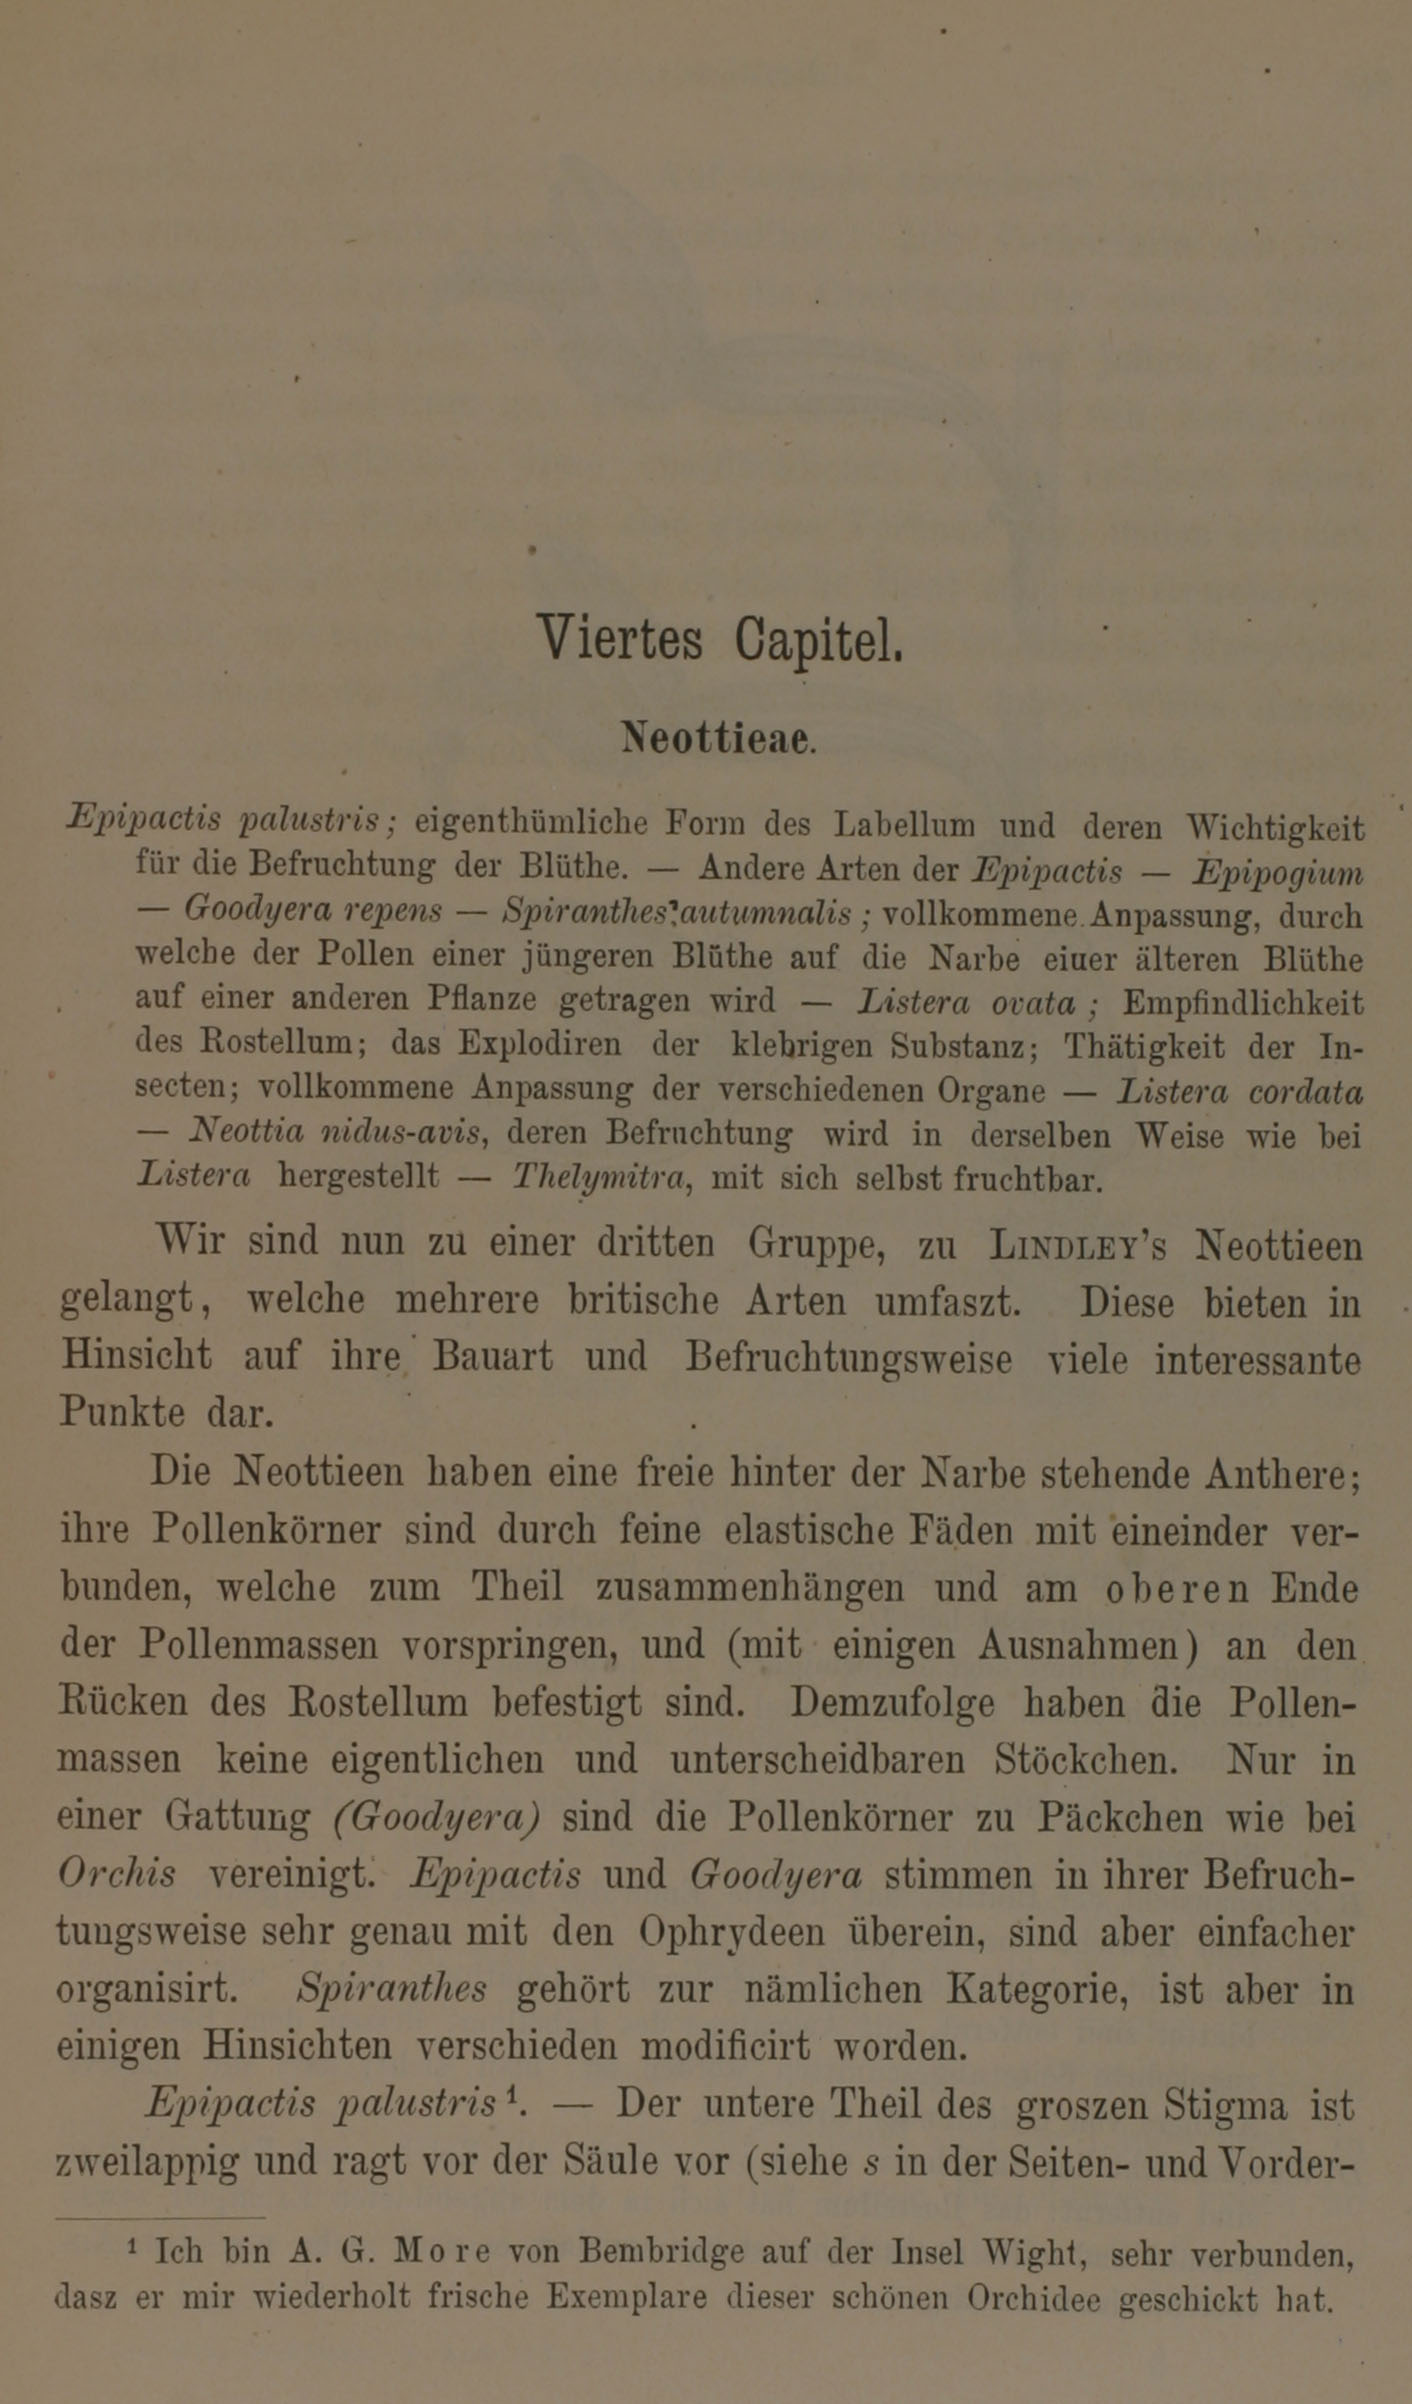 Viertes Capitel.
Neottieae.
Epipactis palustris; eigenthümliche Form des Labellum und deren Wichtigkeit
für die Befruchtung der Blüthe. — Andere Arten der Epipactis — Epipogium
— Goodyera repens — Spiranthes autumnalis; vollkommene Anpassung, durch
welche der Pollen einer jüngeren Blüthe auf die Narbe einer älteren Blüthe
auf einer anderen Pflanze getragen wird — Listera ovata; Empfindlichkeit
des Rostellum; das Explodiren der klebrigen Substanz; Thätigkeit der In-
secten; vollkommene Anpassung der verschiedenen Organe — Listera cordata
— Neottia nidus-avis, deren Befruchtung wird in derselben Weise wie bei
Listera hergestellt — Thelymitra, mit sich selbst fruchtbar.
Wir sind nun zu einer dritten Gruppe, zu LINDLEY's Neottieen
gelangt, welche mehrere britische Arten umfaszt. Diese bieten in
Hinsicht auf ihre Bauart und Befruchtungsweise viele interessante
Punkte dar.
Die Neottieen haben eine freie hinter der Narbe stehende Anthere;
ihre Pollenkörner sind durch feine elastische Fäden mit eineinder ver-
bunden, welche zum Theil zusammenhängen und am oberen Ende
der Pollenmassen vorspringen, und (mit einigen Ausnahmen) an den
Rücken des Rostellum befestigt sind. Demzufolge haben die Pollen-
massen keine eigentlichen und unterscheidbaren Stöckchen. Nur in
einer Gattung (Goodyera) sind die Pollenkörner zu Päckchen wie bei
Orchis vereinigt. Epipactis und Goodyera stimmen in ihrer Befruch-
tungsweise sehr genau mit den Ophrydeen überein, sind aber einfacher
organisirt. Spiranthes gehört zur nämlichen Kategorie, ist aber in
einigen Hinsichten verschieden modificirt worden.
Epipactis palustris¹. — Der untere Theil des groszen Stigma ist
zweilappig und ragt vor der Säule vor (siehe s in der Seiten- und Vorder-
¹ Ich bin A. G. More von Bembridge auf der Insel Wight, sehr verbunden,
dasz er mir wiederholt frische Exemplare dieser schönen Orchidee geschickt hat.